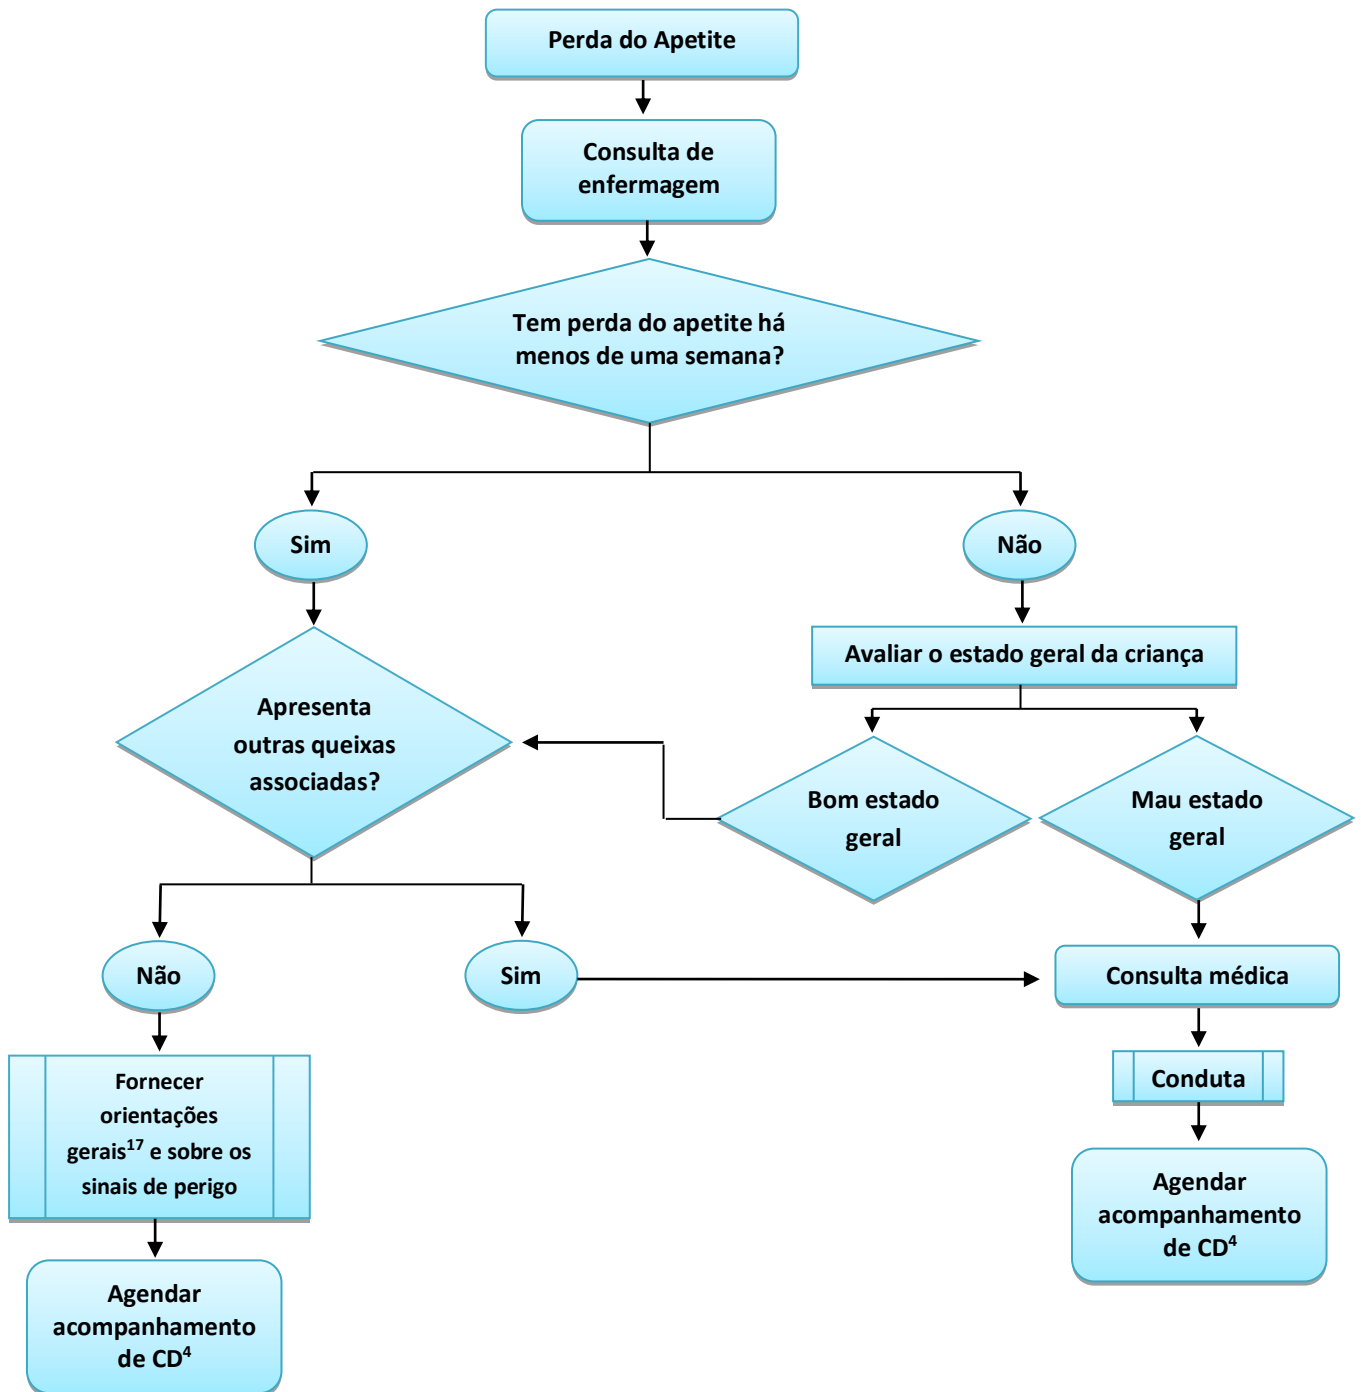 Perda do Apetite
Consulta de
enfermagem
Tem perda do apetite há
menos de uma semana?
Sim
Não
Avaliar o estado geral da criança
Apresenta
outras queixas
associadas?
Bom estado
geral
Mau estado
geral
Não
Sim
Consulta médica
Fornecer
orientações
gerais¹⁷ e sobre os
sinais de perigo
Conduta
Agendar
acompanhamento
de CD⁴
Agendar
acompanhamento
de CD⁴